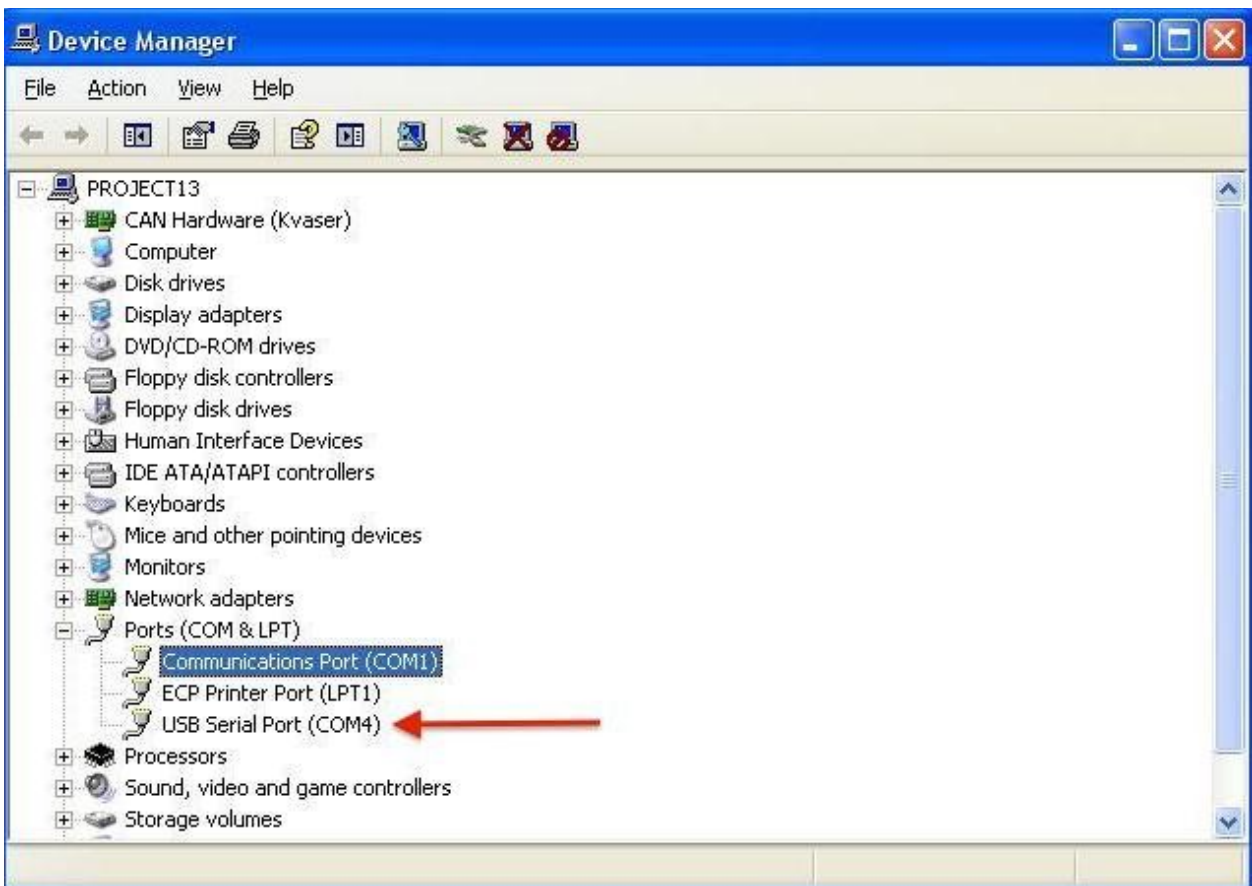 Device Manager
File Action View Help
PROJECT13
CAN Hardware (Kvaser)
Computer
Disk drives
Display adapters
DVD/CD-ROM drives
Floppy disk controllers
Floppy disk drives
Human Interface Devices
IDE ATA/ATAPI controllers
Keyboards
Mice and other pointing devices
Monitors
Network adapters
Ports (COM & LPT)
Communications Port (COM1)
ECP Printer Port (LPT1)
USB Serial Port (COM4)
Processors
Sound, video and game controllers
Storage volumes